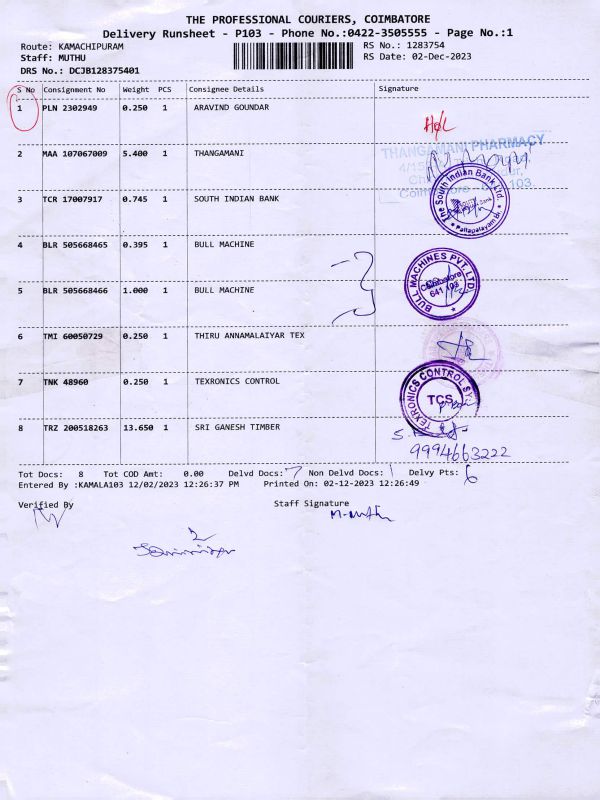 THE PROFESSIONAL COURIERS, COIMBATORE
Delivery Runsheet - P103 - Phone No.:0422-3505555 - Page No.:1
Route: KAMACHIPURAM RS No.: 1283754
Staff: MUTHU RS Date: 02-Dec-2023
DRS No.: DCJB128375401
S No Consignment No Weight PCS Consignee Details Signature
1 PLN 2302949 0.250 1 ARAVIND GOUNDAR
THANGAMANI PHARMACY
2 MAA 107067009 5.400 1 THANGAMANI
3 TCR 17007917 0.745 1 SOUTH INDIAN BANK
The South Indian Bank Ltd.
Pallapalayam Br.
4 BLR 505668465 0.395 1 BULL MACHINE
BULL MACHINES PVT. LTD.
Coimbatore
641 103
5 BLR 505668466 1.000 1 BULL MACHINE
6 TMI 60050729 0.250 1 THIRU ANNAMALAIYAR TEX
7 TNK 48960 0.250 1 TEXRONICS CONTROL
TEXRONICS CONTROL SY
TCS
8 TRZ 200518263 13.650 1 SRI GANESH TIMBER
9994663222
Tot Docs: 8 Tot COD Amt: 0.00 Delvd Docs: 7 Non Delvd Docs: 1 Delvy Pts: 6
Entered By :KAMALA103 12/02/2023 12:26:37 PM Printed On: 02-12-2023 12:26:49
Verified By Staff Signature